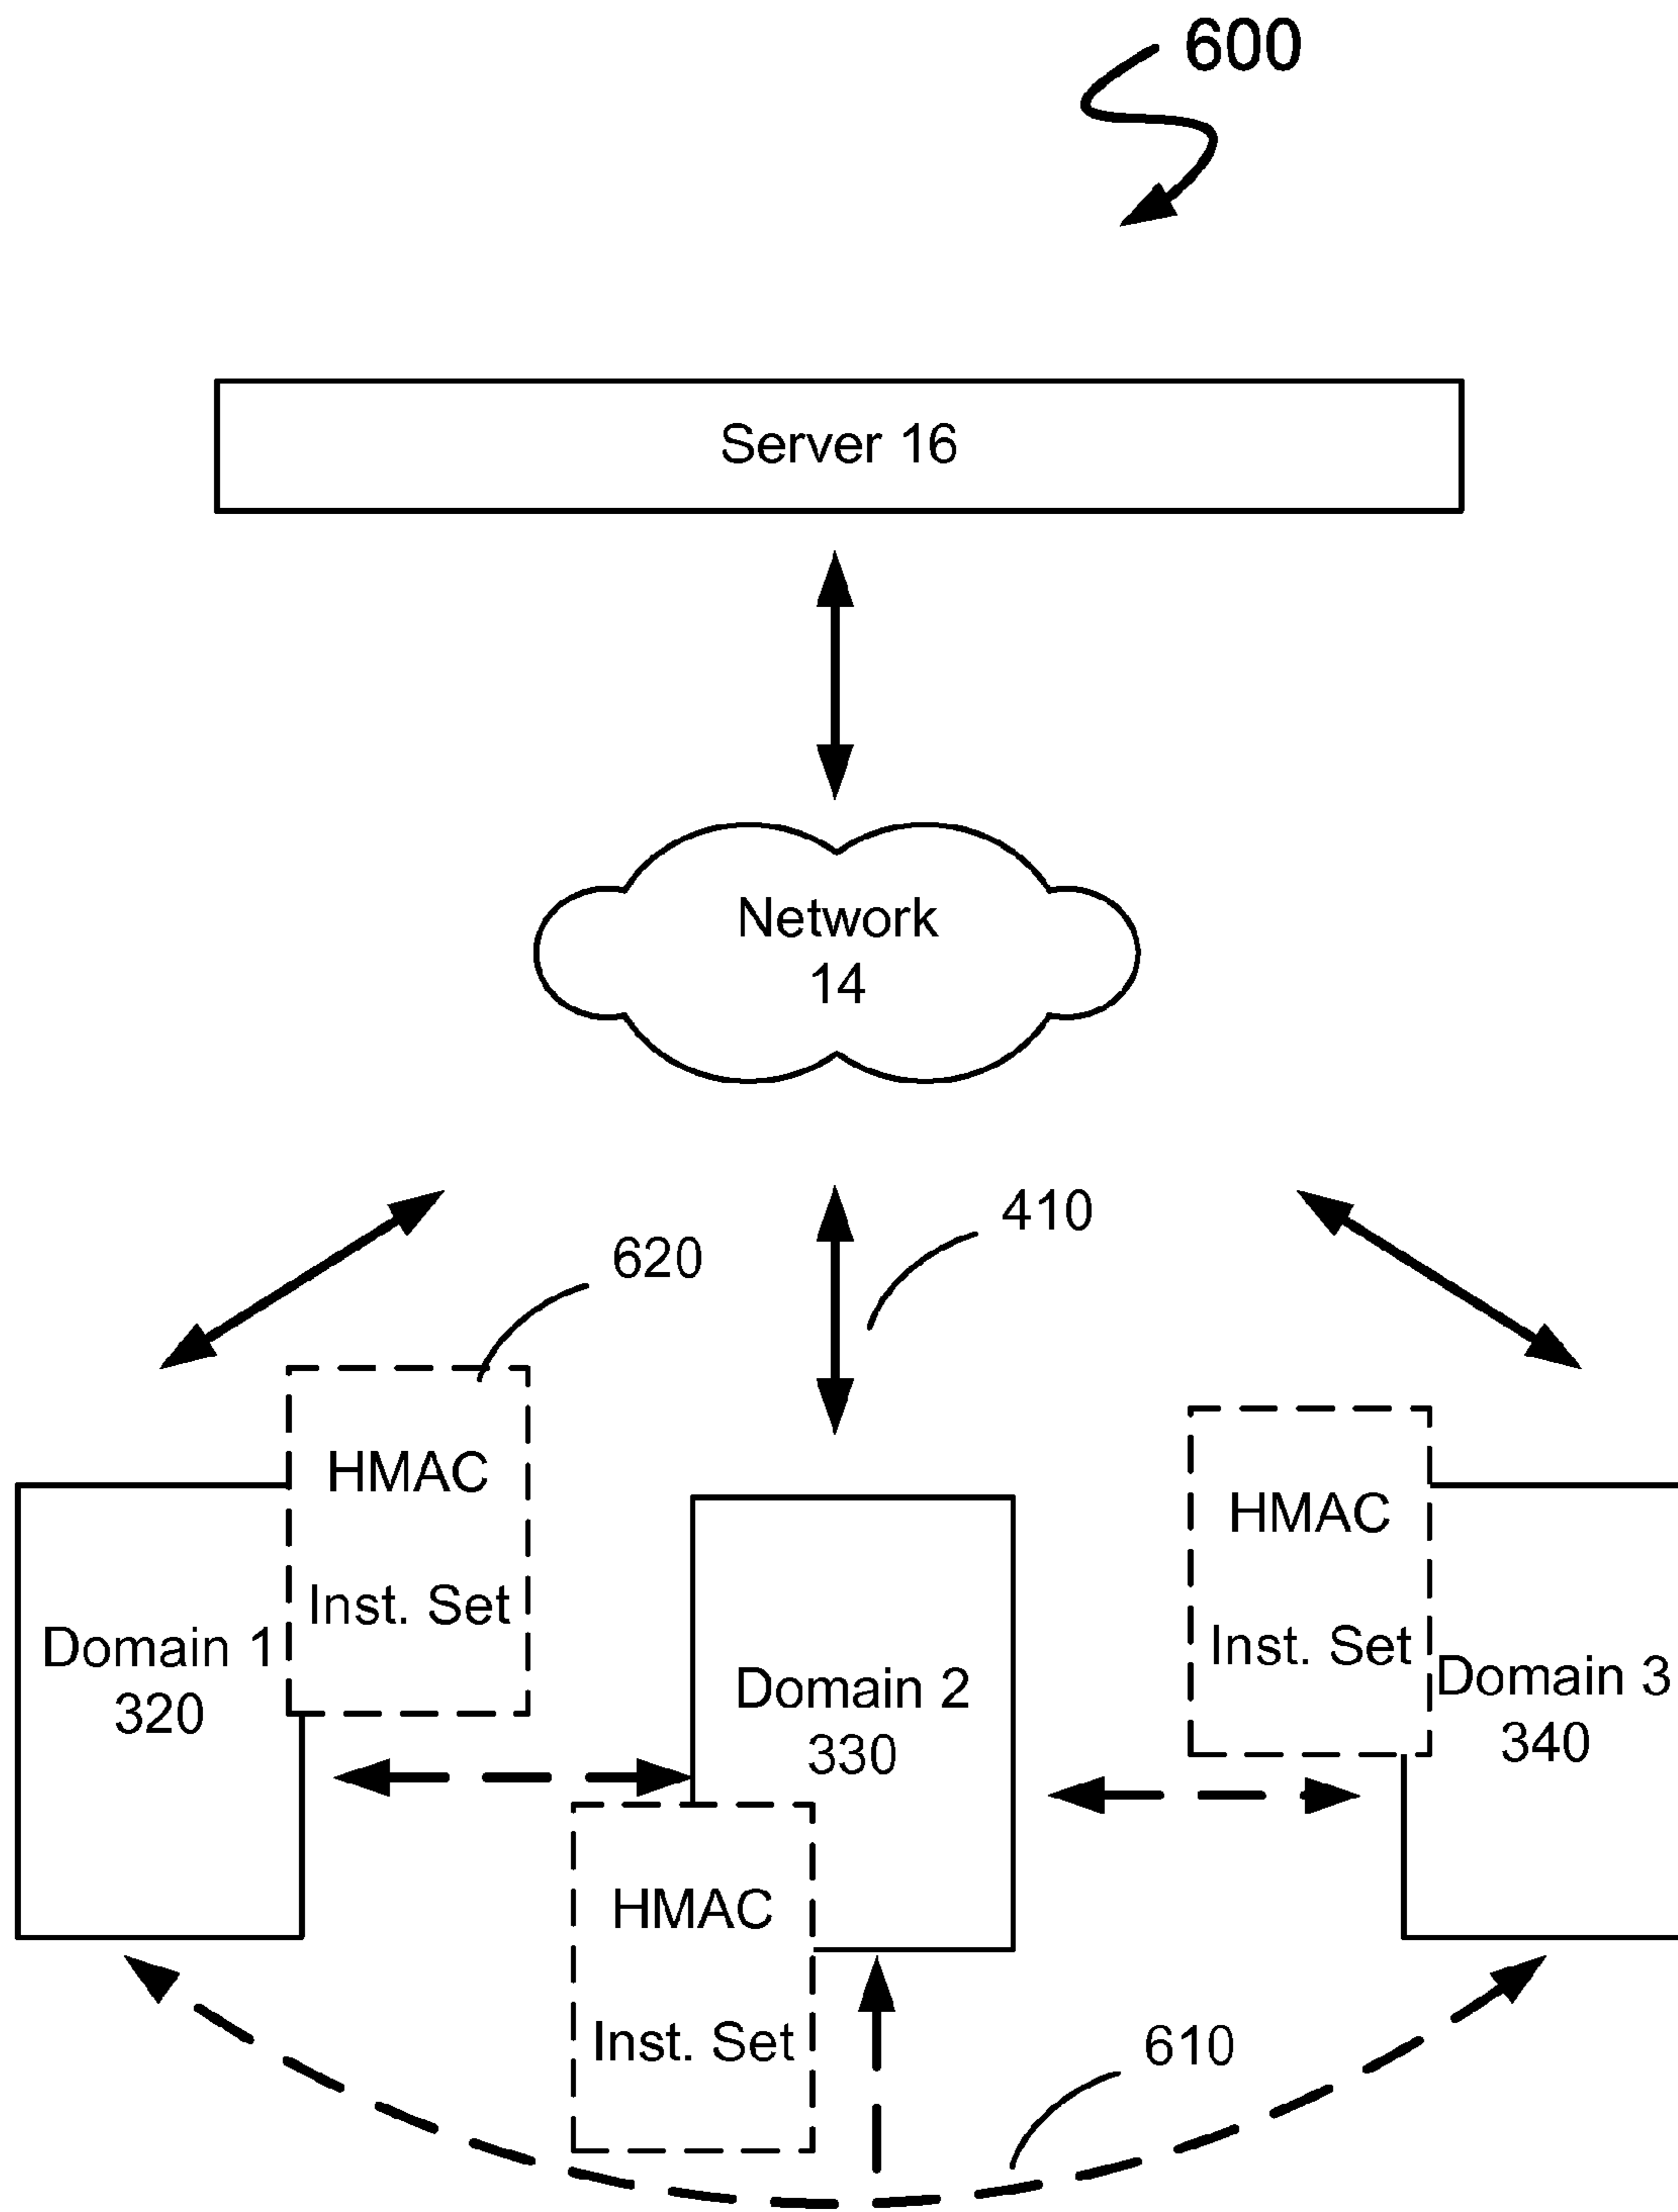 600
Server 16
Network
14
410
620
HMAC
Inst. Set
Domain 1
320
HMAC
Inst. Set
Domain 3
340
Domain 2
330
HMAC
Inst. Set
610